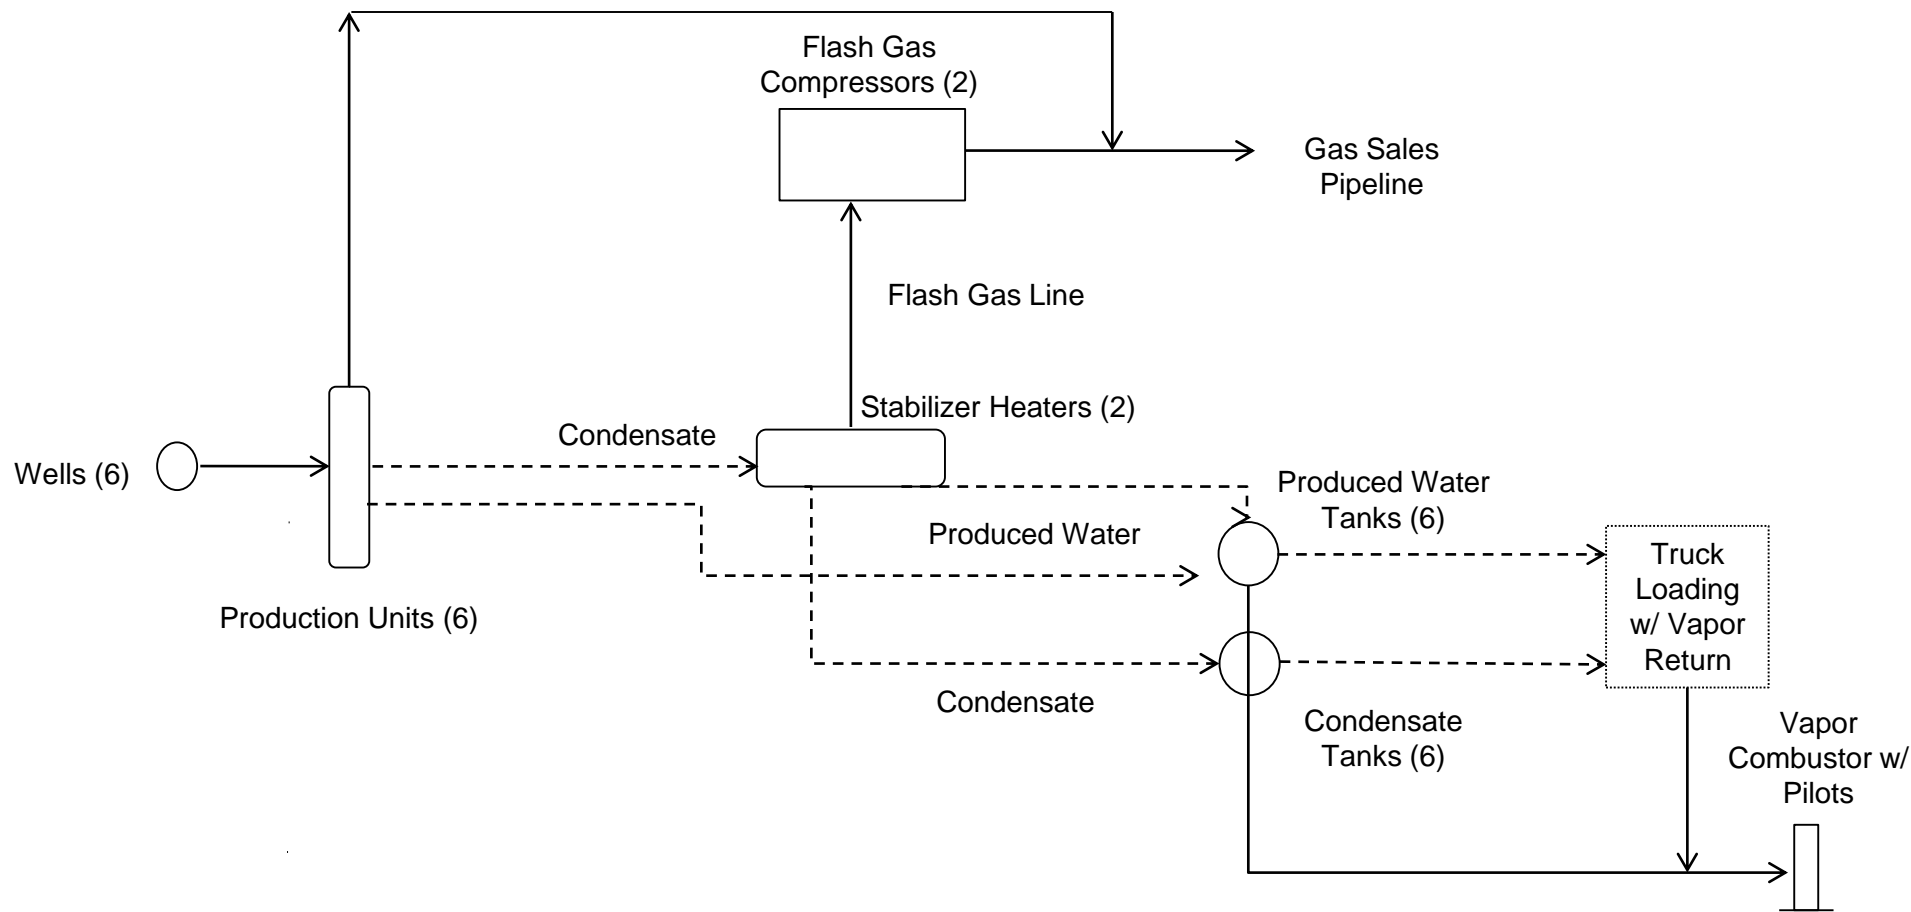 Flash Gas
Compressors (2)
Gas Sales
Pipeline
Flash Gas Line
Stabilizer Heaters (2)
Condensate
Wells (6)
Produced Water
Tanks (6)
Produced Water
Truck
Loading
w/ Vapor
Return
Production Units (6)
Condensate
Condensate
Tanks (6)
Vapor
Combustor w/
Pilots